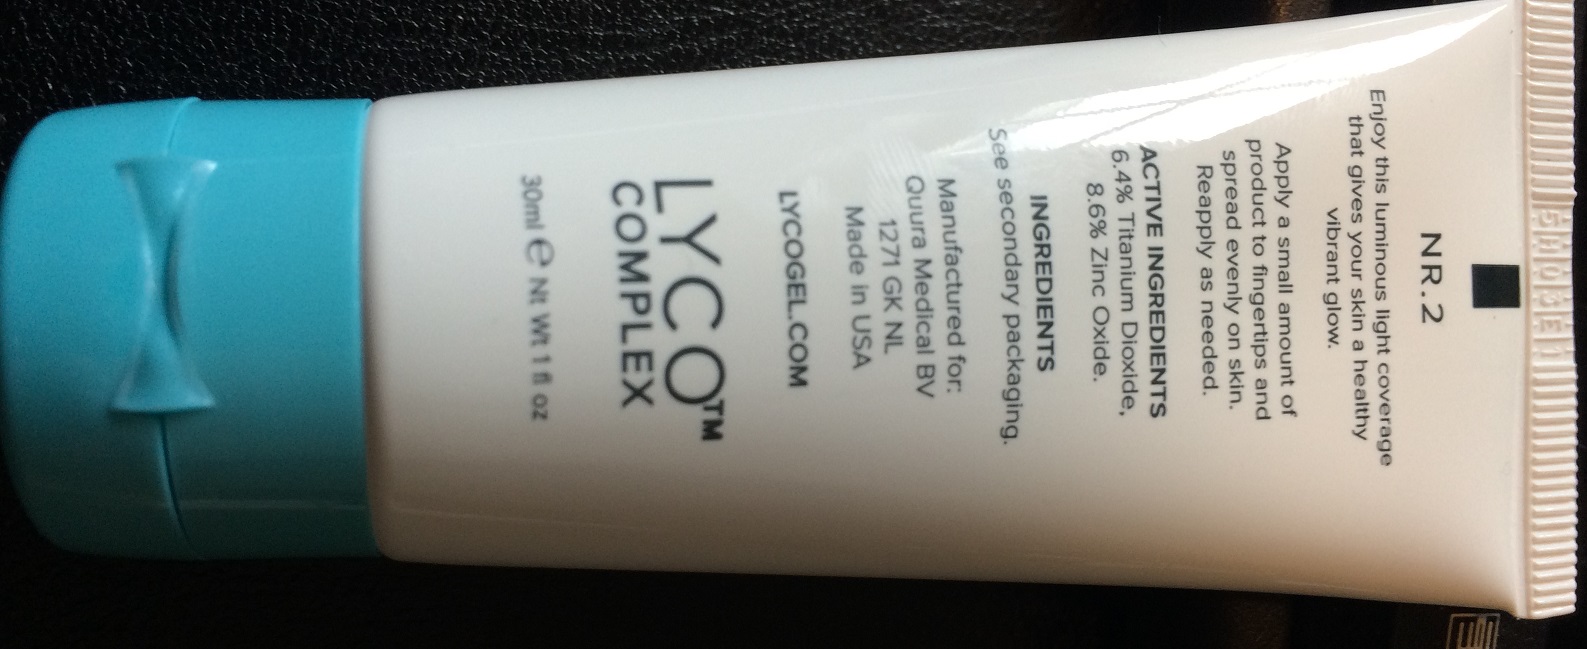 NR.2
Enjoy this luminous light coverage
that gives your skin a healthy
vibrant glow.
Apply a small amount of
product to fingertips and
spread evenly on skin.
Reapply as needed.
ACTIVE INGREDIENTS
6.4% Titanium Dioxide,
8.6% Zinc Oxide.
INGREDIENTS
See secondary packaging.
Manufactured for:
Quura Medical BV
1271 GK NL
Made in USA
LYCOGEL.COM
LYCO™
COMPLEX
30ml ℮ Nt Wt 1 fl oz